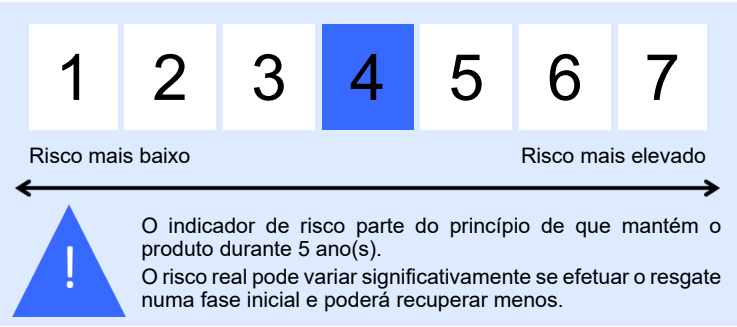 1 2 3 4 5 6 7
Risco mais baixo Risco mais elevado
! O indicador de risco parte do princípio de que mantém o
produto durante 5 ano(s).
O risco real pode variar significativamente se efetuar o resgate
numa fase inicial e poderá recuperar menos.